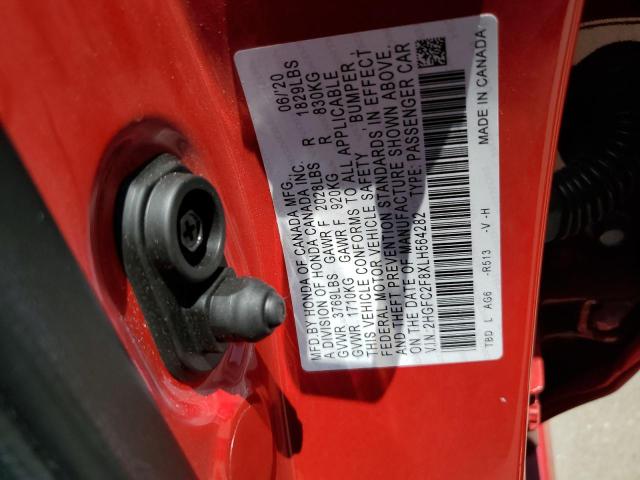 MFD.BY HONDA OF CANADA MFG. 06/'20
A DIVISION OF HONDA CANADA INC.
GVWR 3769LBS GAWR F 2028LBS R 1829LBS
GVWR 1710KG GAWR F 920KG R 830KG
THIS VEHICLE CONFORMS TO ALL APPLICABLE
FEDERAL MOTOR VEHICLE SAFETY, BUMPER,
AND THEFT PREVENTION STANDARDS IN EFFECT
ON THE DATE OF MANUFACTURE SHOWN ABOVE.
V.I.N.:2HGFC2F8XLH5664282 TYPE: PASSENGER CAR
TBD L AG6 -R513 -V-H MADE IN CANADA